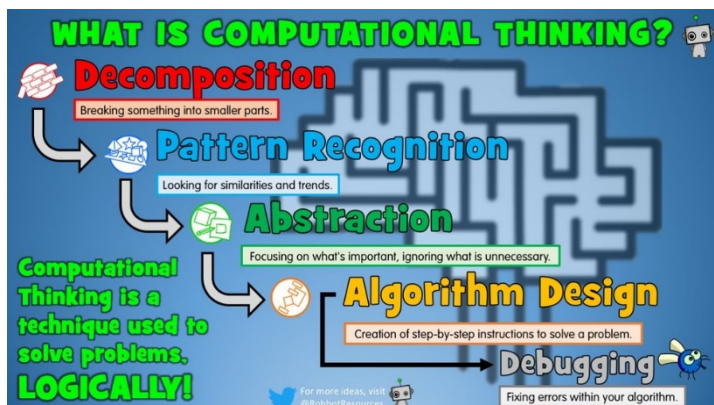 WHAT IS COMPUTATIONAL THINKING?
Decomposition
Breaking something into smaller parts.
Pattern Recognition
Looking for similarities and trends.
Abstraction
Focusing on what's important, ignoring what is unnecessary.
Algorithm Design
Creation of step-by-step instructions to solve a problem.
Debugging
Fixing errors within your algorithm.
Computational
Thinking is a
technique used to
solve problems,
LOGICALLY!
For more ideas, visit
@RobbotResources